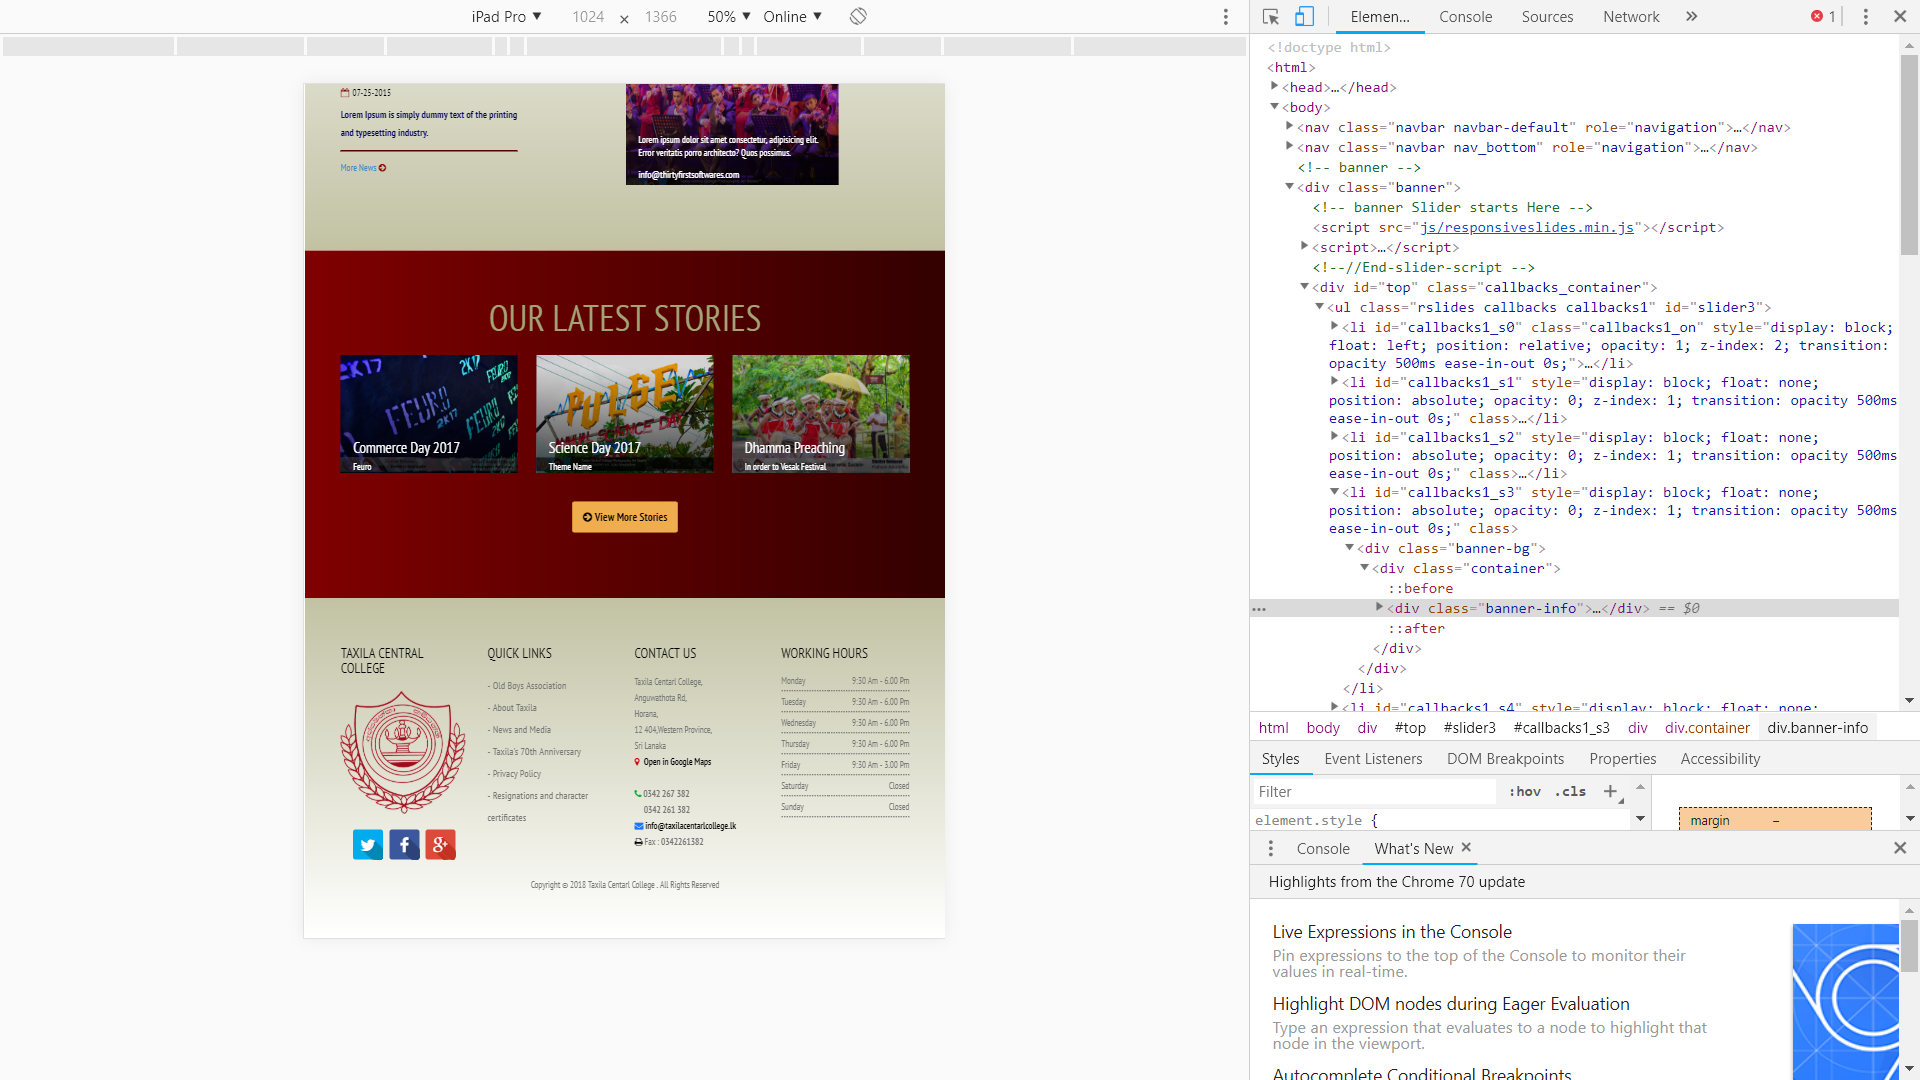 iPad Pro ▼ 1024 × 1366 50% ▼ Online ▼
07-25-2015
Lorem Ipsum is simply dummy text of the printing
and typesetting industry.
More News
Lorem ipsum dolor sit amet consectetur, adipisicing elit.
Error veritatis porro architecto? Quos possimus.
info@thirtyfirstsoftwares.com
OUR LATEST STORIES
2K17
FEURO
2K17
Commerce Day 2017
Feuro
PULSE
Science Day 2017
Theme Name
Dhamma Preaching
In order to Vesak Festival
View More Stories
TAXILA CENTRAL
COLLEGE
QUICK LINKS
- Old Boys Association
- About Taxila
- News and Media
- Taxila's 70th Anniversary
- Privacy Policy
- Resignations and character
certificates
CONTACT US
Taxila Centarl College,
Anguwathota Rd,
Horana,
12 404,Western Province,
Sri Lanaka
Open in Google Maps
0342 267 382
0342 261 382
info@taxilacentarlcollege.lk
Fax : 0342261382
WORKING HOURS
Monday 9:30 Am - 6.00 Pm
Tuesday 9:30 Am - 6.00 Pm
Wednesday 9:30 Am - 6.00 Pm
Thursday 9:30 Am - 6.00 Pm
Friday 9:30 Am - 3.00 Pm
Saturday Closed
Sunday Closed
Copyright © 2018 Taxila Centarl College . All Rights Reserved
Elemen... Console Sources Network » 1
<!doctype html>
<html>
<head>…</head>
<body>
<nav class="navbar navbar-default" role="navigation">…</nav>
<nav class="navbar nav_bottom" role="navigation">…</nav>
<!-- banner -->
<div class="banner">
<!-- banner Slider starts Here -->
<script src="js/responsiveslides.min.js"></script>
<script>…</script>
<!--//End-slider-script -->
<div id="top" class="callbacks_container">
<ul class="rslides callbacks callbacks1" id="slider3">
<li id="callbacks1_s0" class="callbacks1_on" style="display: block;
float: left; position: relative; opacity: 1; z-index: 2; transition:
opacity 500ms ease-in-out 0s;">…</li>
<li id="callbacks1_s1" style="display: block; float: none;
position: absolute; opacity: 0; z-index: 1; transition: opacity 500ms
ease-in-out 0s;" class>…</li>
<li id="callbacks1_s2" style="display: block; float: none;
position: absolute; opacity: 0; z-index: 1; transition: opacity 500ms
ease-in-out 0s;" class>…</li>
<li id="callbacks1_s3" style="display: block; float: none;
position: absolute; opacity: 0; z-index: 1; transition: opacity 500ms
ease-in-out 0s;" class>
<div class="banner-bg">
<div class="container">
::before
<div class="banner-info">…</div> == $0
::after
</div>
</div>
</li>
<li id="callbacks1_s4" style="display: block; float: none;
html body div #top #slider3 #callbacks1_s3 div div.container div.banner-info
Styles Event Listeners DOM Breakpoints Properties Accessibility
Filter :hov .cls +
element.style {
margin –
Console What's New ×
Highlights from the Chrome 70 update
Live Expressions in the Console
Pin expressions to the top of the Console to monitor their
values in real-time.
Highlight DOM nodes during Eager Evaluation
Type an expression that evaluates to a node to highlight that
node in the viewport.
Autocomplete Conditional Breakpoints